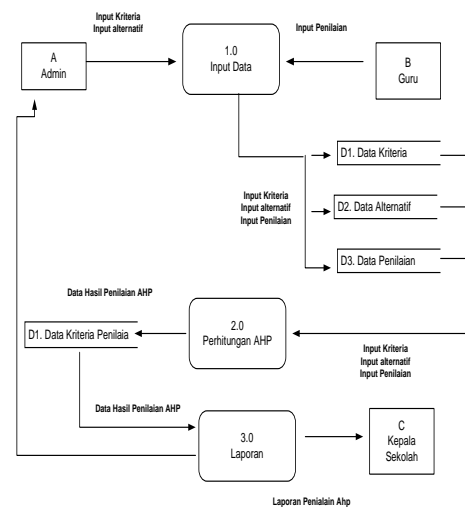 Input Kriteria
Input alternatif
Input Penilaian
A
Admin
1.0
Input Data
B
Guru
D1. Data Kriteria
Input Kriteria
Input alternatif
Input Penilaian
D2. Data Alternatif
D3. Data Penilaian
Data Hasil Penilaian AHP
D1. Data Kriteria Penilaia
2.0
Perhitungan AHP
Input Kriteria
Input alternatif
Input Penilaian
Data Hasil Penilaian AHP
3.0
Laporan
C
Kepala
Sekolah
Laporan Penialain Ahp